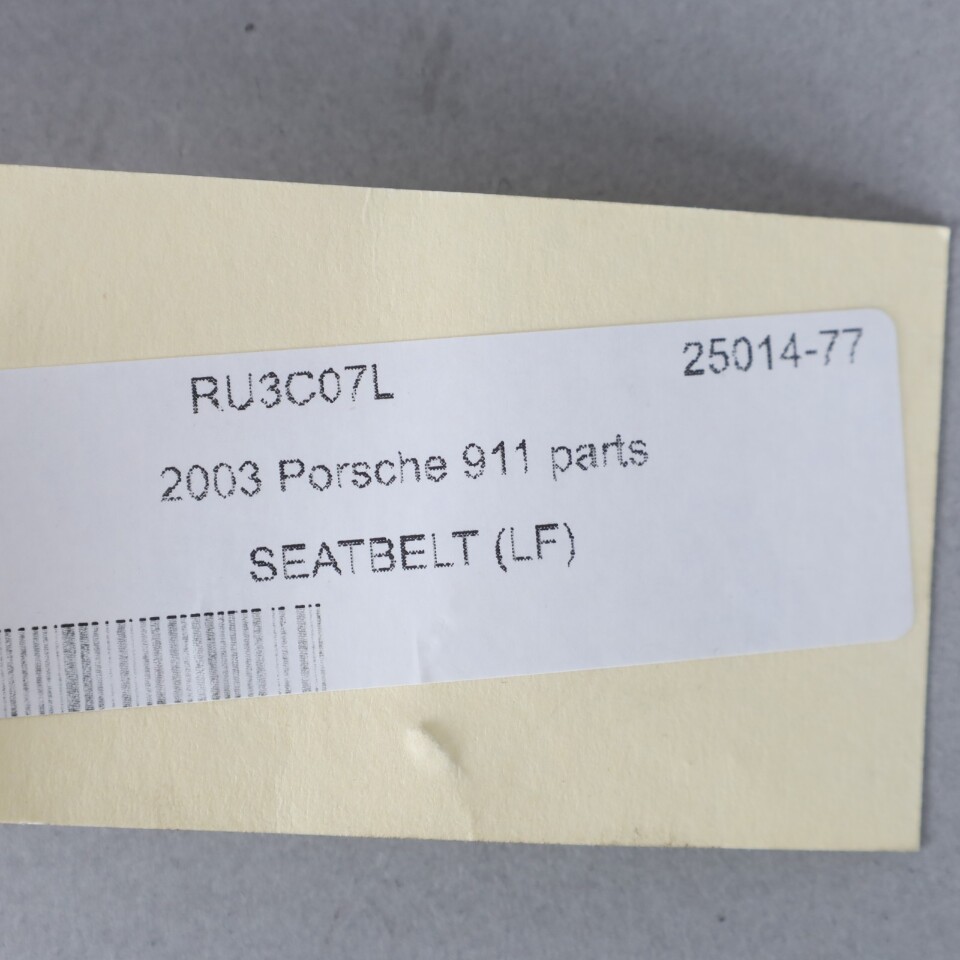 RU3C07L 25014-77
2003 Porsche 911 parts
SEATBELT (LF)